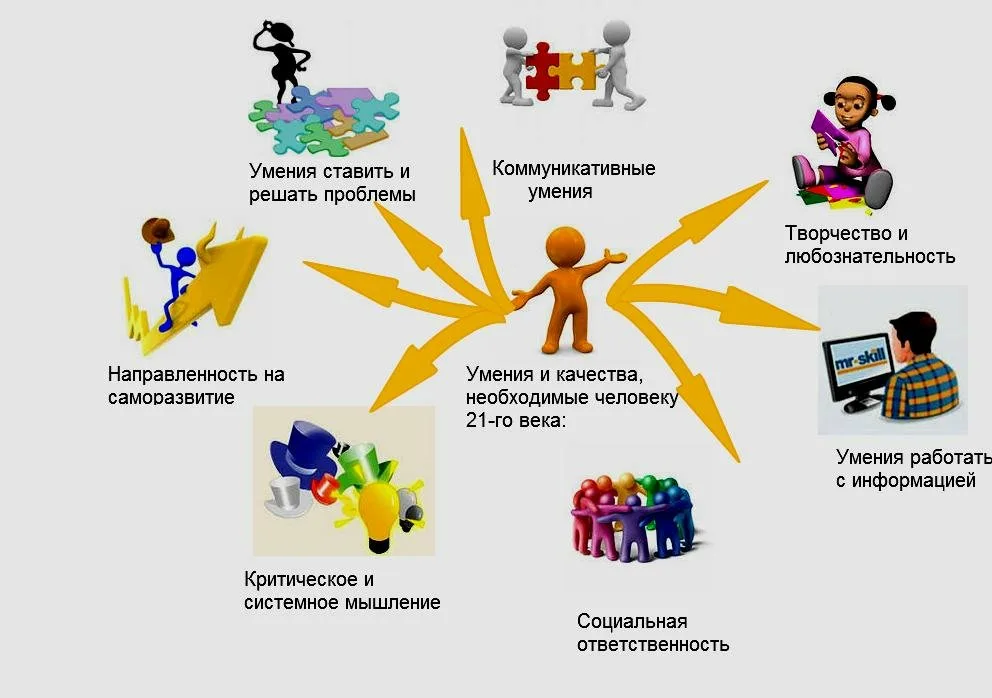 Умения ставить и
решать проблемы
Коммуникативные
умения
Творчество и
любознательность
mr-skill
Направленность на
саморазвитие
Умения и качества,
необходимые человеку
21-го века:
Умения работать
с информацией
Критическое и
системное мышление
Социальная
ответственность